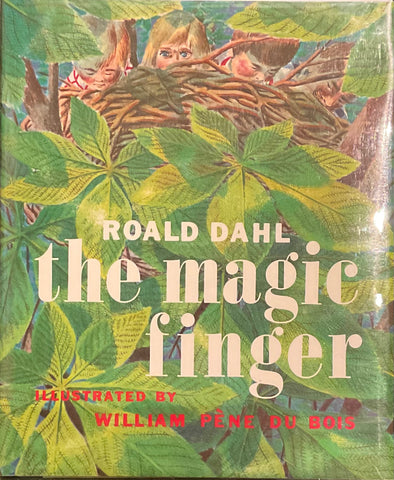 ROALD DAHL
the magic
finger
ILLUSTRATED BY
WILLIAM PÈNE DU BOIS